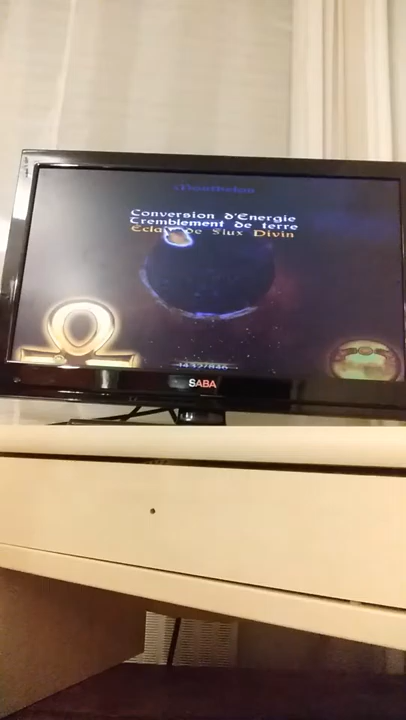 Conversion d'Energie
Tremblement de terre
Eclat de flux Divin
SABA